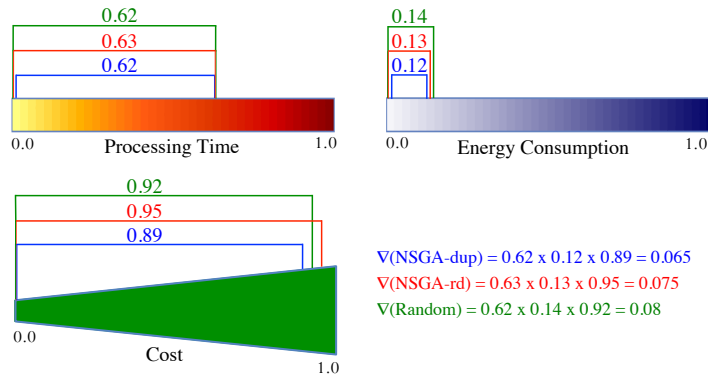 0.62
0.63
0.62
0.0
1.0
Processing Time
0.14
0.13
0.12
0.0
1.0
Energy Consumption
0.92
0.95
0.89
0.0
1.0
Cost
∇(NSGA-dup) = 0.62 x 0.12 x 0.89 = 0.065
∇(NSGA-rd) = 0.63 x 0.13 x 0.95 = 0.075
∇(Random) = 0.62 x 0.14 x 0.92 = 0.08